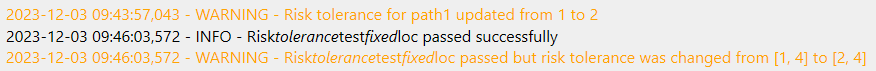 2023-12-03 09:43:57,043 - WARNING - Risk tolerance for path1 updated from 1 to 2
2023-12-03 09:46:03,572 - INFO - Risktolerancetestfixedloc passed successfully
2023-12-03 09:46:03,572 - WARNING - Risktolerancetestfixedloc passed but risk tolerance was changed from [1, 4] to [2, 4]